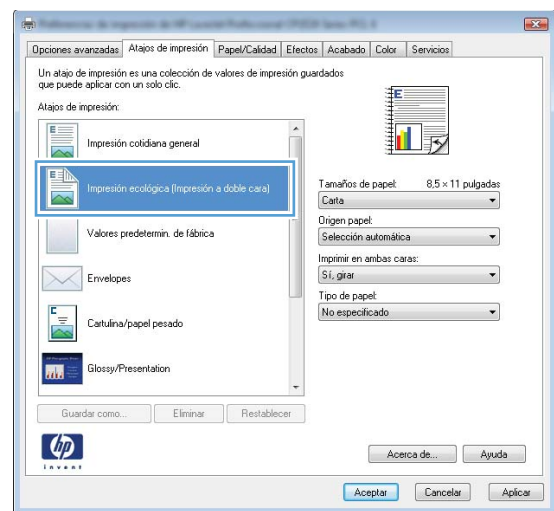 Opciones avanzadas
Atajos de impresión
Papel/Calidad
Efectos
Acabado
Color
Servicios
Un atajo de impresión es una colección de valores de impresión guardados
que puede aplicar con un solo clic.
Atajos de impresión:
Impresión cotidiana general
Impresión ecológica (Impresión a doble cara)
Valores predetermin. de fábrica
Envelopes
Cartulina/papel pesado
Glossy/Presentation
Tamaños de papel: 8,5 × 11 pulgadas
Carta
Origen papel:
Selección automática
Imprimir en ambas caras:
Sí, girar
Tipo de papel:
No especificado
Guardar como...
Eliminar
Restablecer
hp
invent
Acerca de...
Ayuda
Aceptar
Cancelar
Aplicar